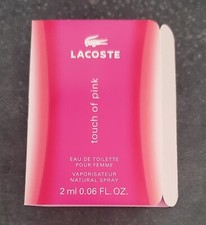 LACOSTE
touch of pink
EAU DE TOILETTE
POUR FEMME
VAPORISATEUR
NATURAL SPRAY
2 ml 0.06 FL. OZ.